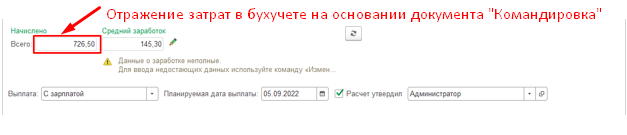 Отражение затрат в бухучете на основании документа "Командировка"
Начислено Средний заработок
Всего: 726,50 145,30
Данные о заработке неполные.
Для ввода недостающих данных используйте команду «Измен...
Выплата: С зарплатой Планируемая дата выплаты: 05.09.2022 Расчет утвердил Администратор